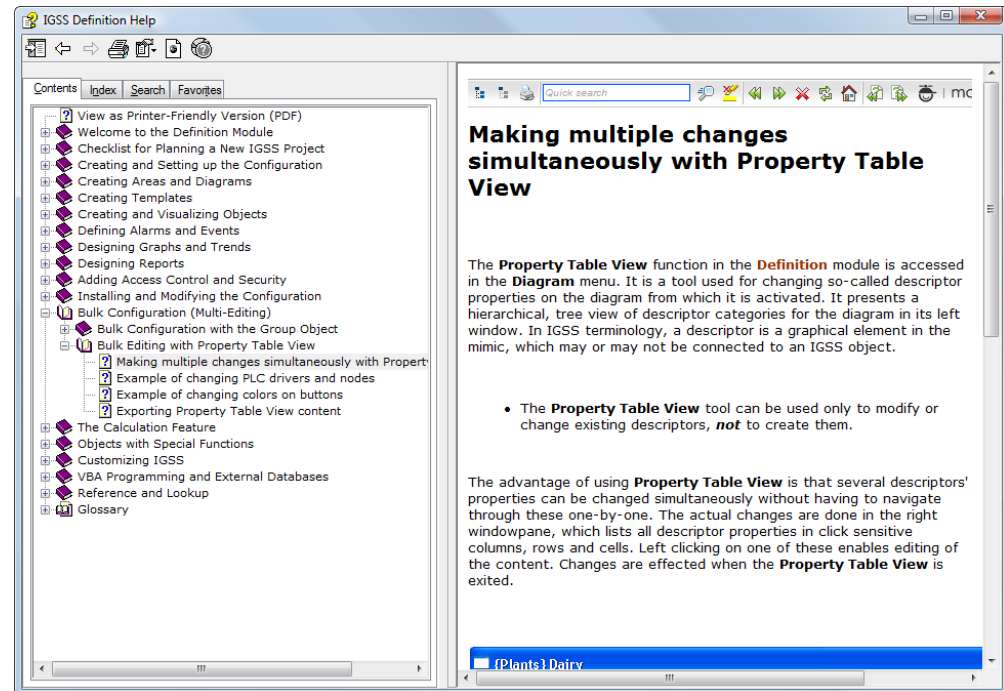 IGSS Definition Help
Contents Index Search Favorites
View as Printer-Friendly Version (PDF)
Welcome to the Definition Module
Checklist for Planning a New IGSS Project
Creating and Setting up the Configuration
Creating Areas and Diagrams
Creating Templates
Creating and Visualizing Objects
Defining Alarms and Events
Designing Graphs and Trends
Designing Reports
Adding Access Control and Security
Installing and Modifying the Configuration
Bulk Configuration (Multi-Editing)
Bulk Configuration with the Group Object
Bulk Editing with Property Table View
Making multiple changes simultaneously with Propert
Example of changing PLC drivers and nodes
Example of changing colors on buttons
Exporting Property Table View content
The Calculation Feature
Objects with Special Functions
Customizing IGSS
VBA Programming and External Databases
Reference and Lookup
Glossary
Quick search
mo
Making multiple changes
simultaneously with Property Table
View
The Property Table View function in the Definition module is accessed
in the Diagram menu. It is a tool used for changing so-called descriptor
properties on the diagram from which it is activated. It presents a
hierarchical, tree view of descriptor categories for the diagram in its left
window. In IGSS terminology, a descriptor is a graphical element in the
mimic, which may or may not be connected to an IGSS object.
• The Property Table View tool can be used only to modify or
change existing descriptors, not to create them.
The advantage of using Property Table View is that several descriptors'
properties can be changed simultaneously without having to navigate
through these one-by-one. The actual changes are done in the right
windowpane, which lists all descriptor properties in click sensitive
columns, rows and cells. Left clicking on one of these enables editing of
the content. Changes are effected when the Property Table View is
exited.
{Plants} Dairy